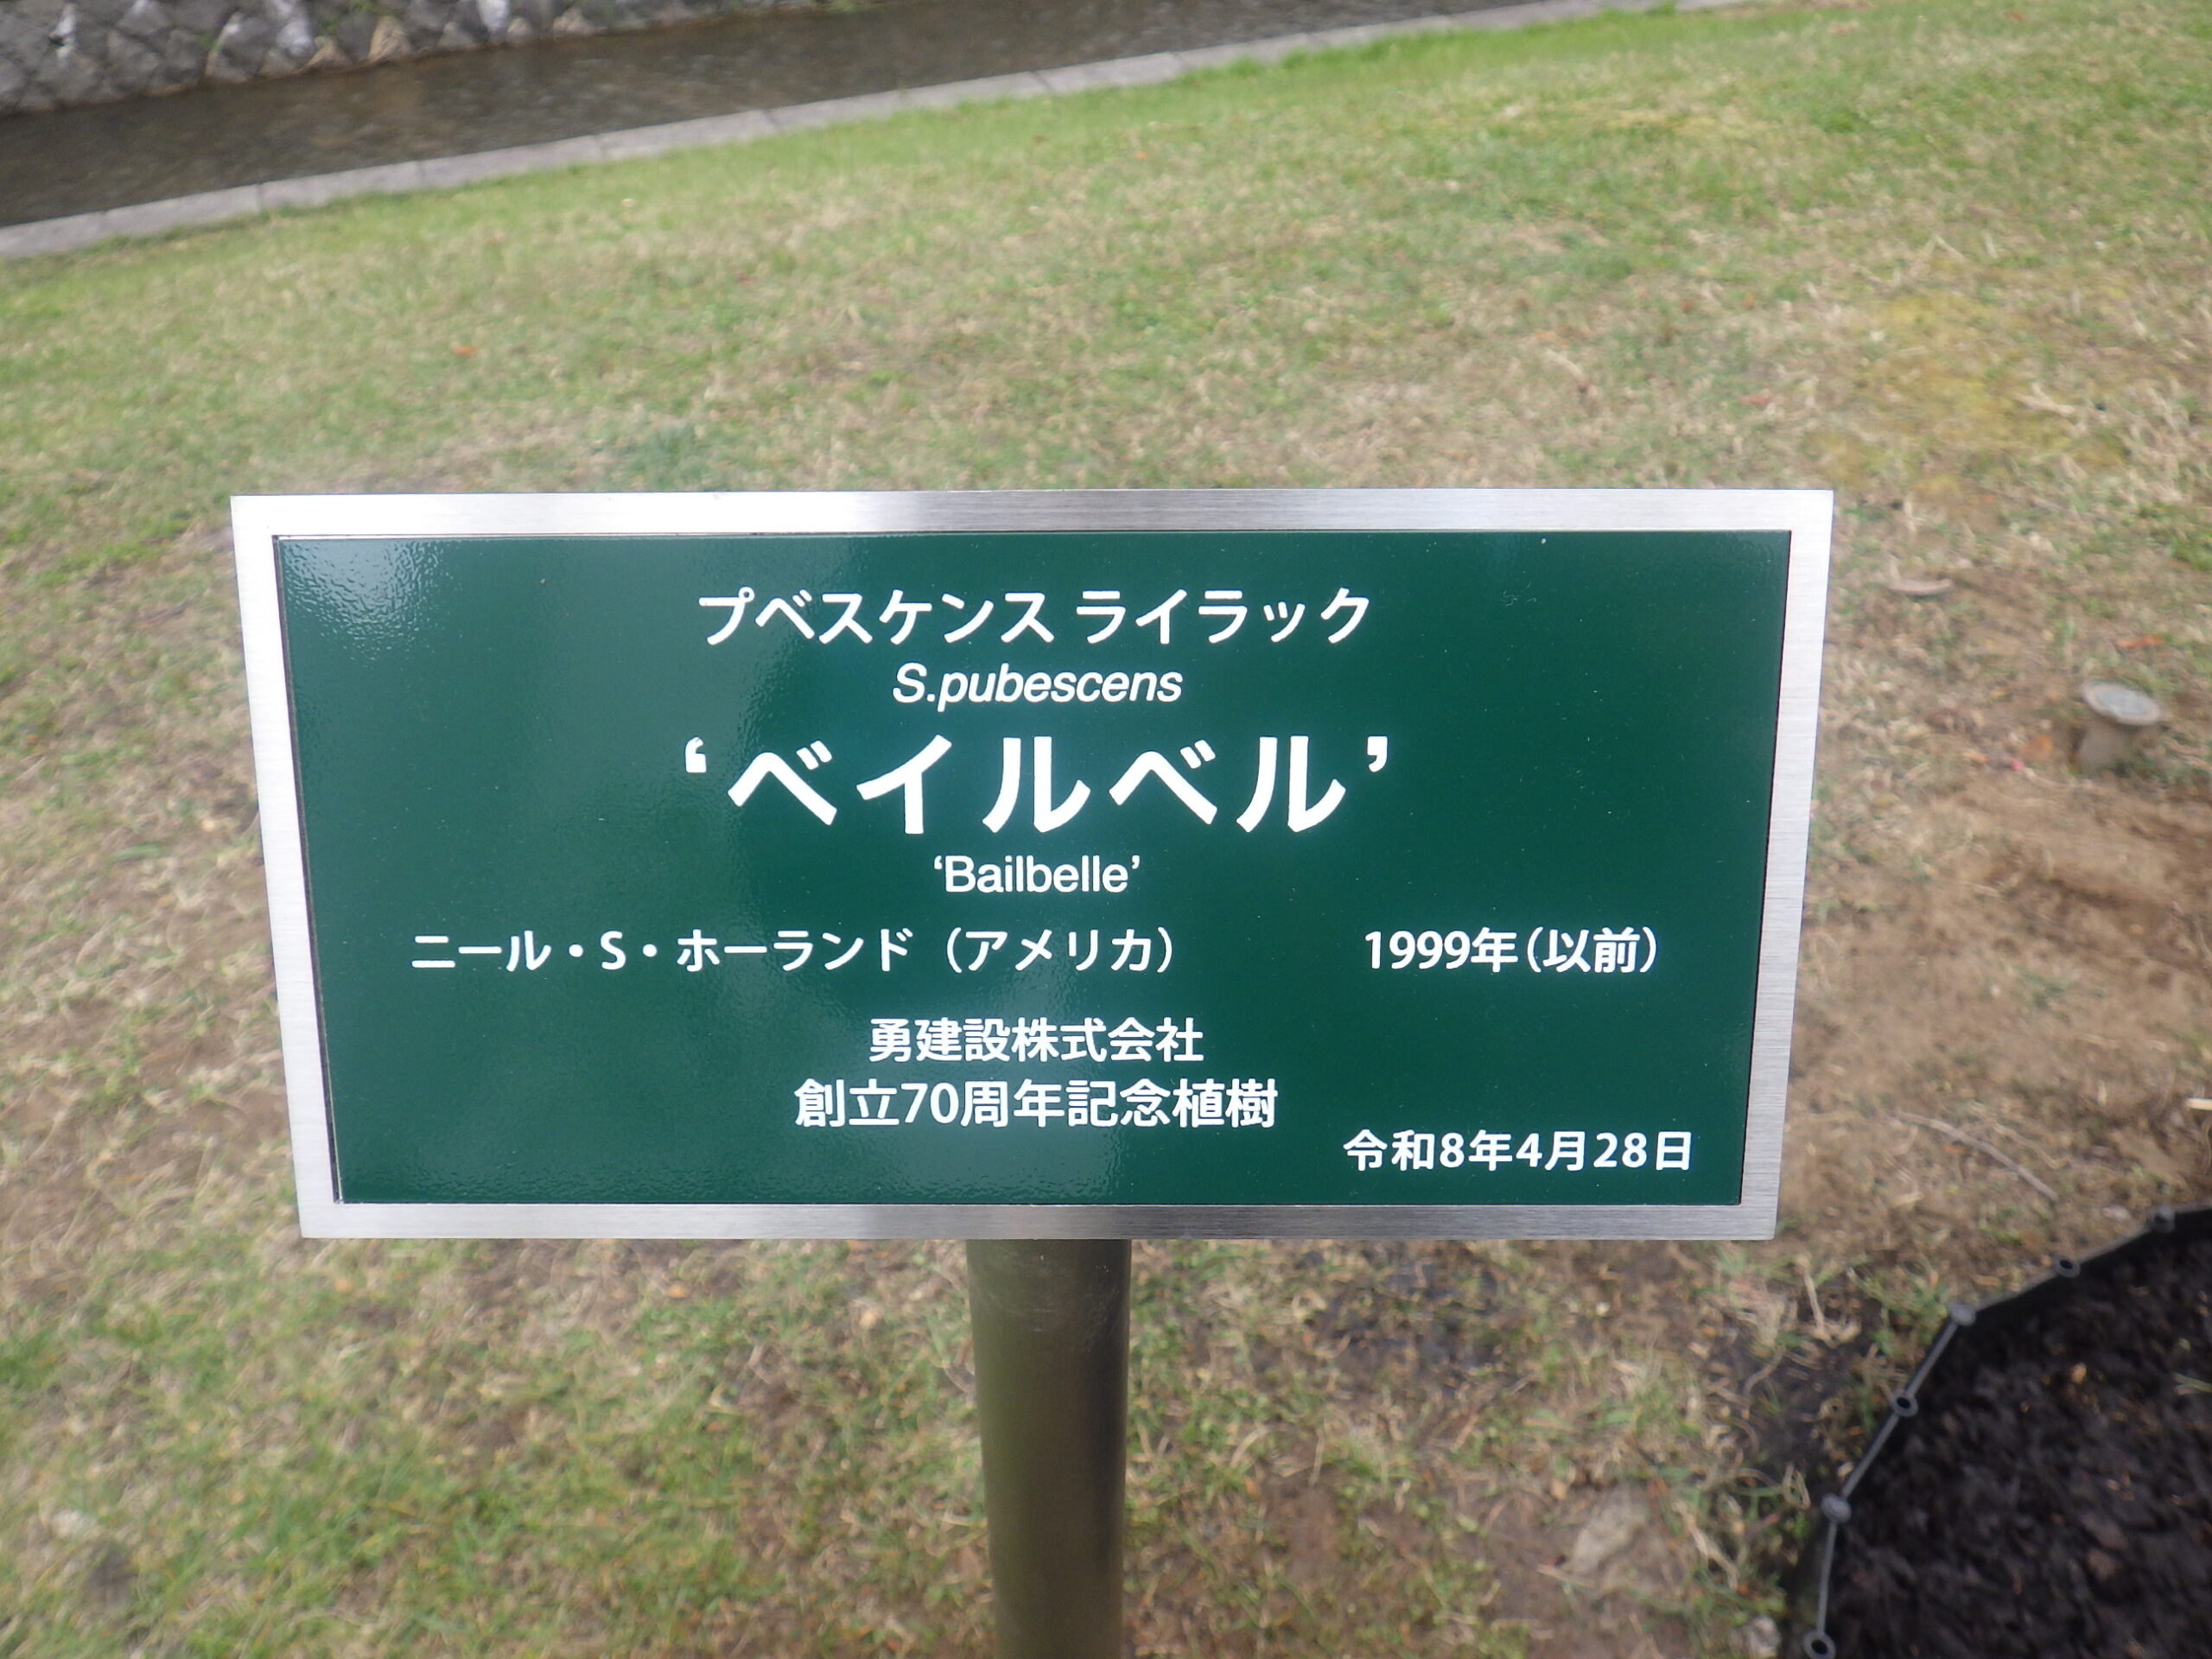 プベスケンス ライラック
S.pubescens
‘ベイルベル’
‘Bailbelle’
ニール・S・ホーランド（アメリカ） 1999年（以前）
勇建設株式会社
創立70周年記念植樹
令和8年4月28日